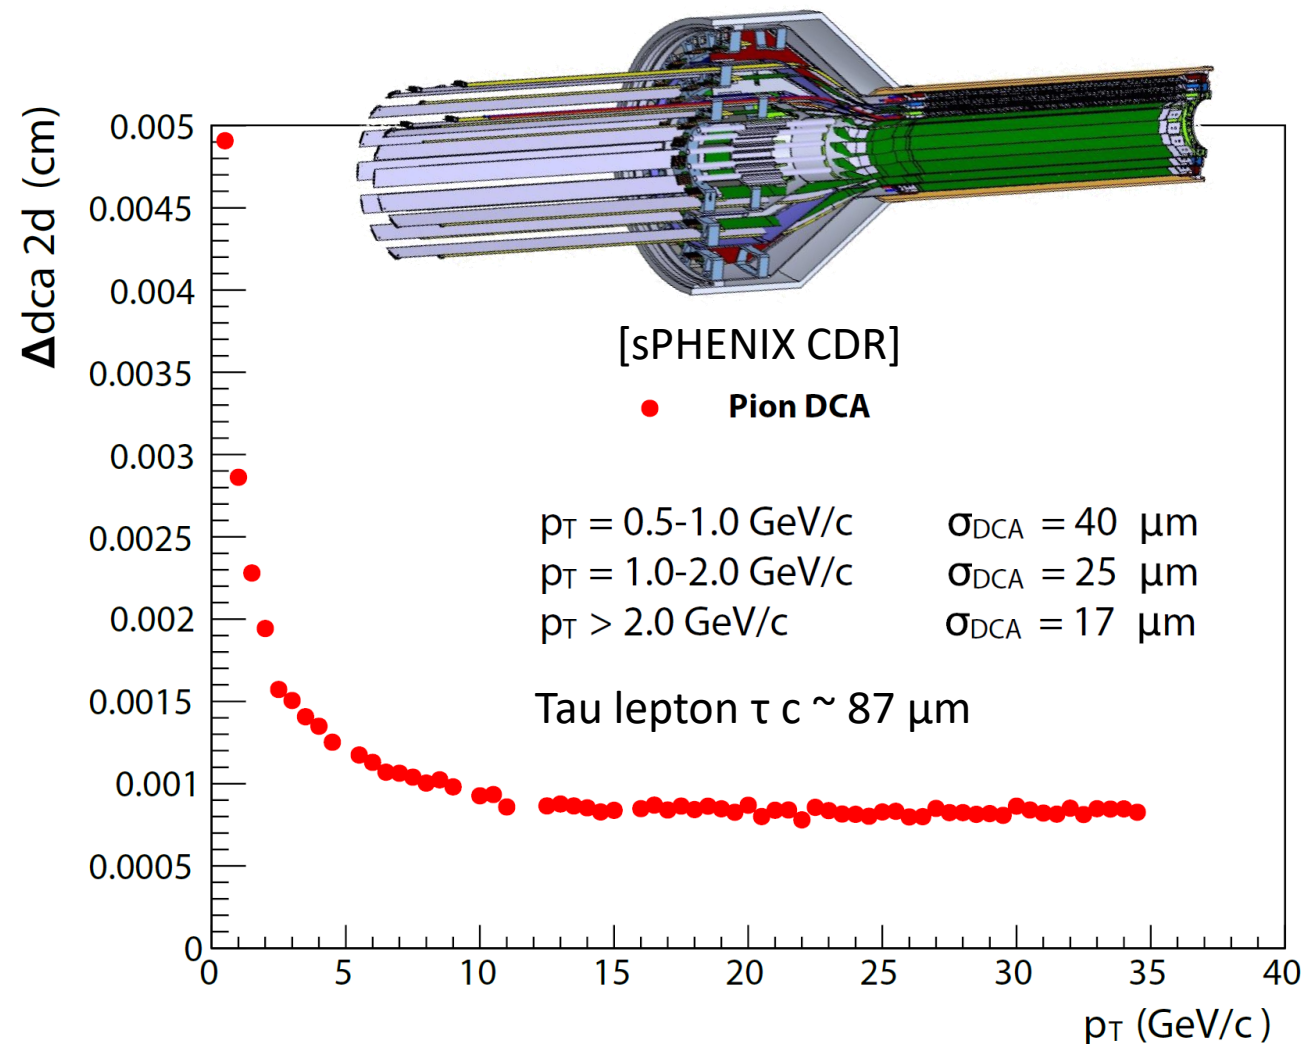 Δdca 2d (cm)
0.005
0.0045
0.004
0.0035
0.003
0.0025
0.002
0.0015
0.001
0.0005
0
[sPHENIX CDR]
Pion DCA
pT = 0.5-1.0 GeV/c σDCA = 40 μm
pT = 1.0-2.0 GeV/c σDCA = 25 μm
pT > 2.0 GeV/c σDCA = 17 μm
Tau lepton τ c ~ 87 μm
0 5 10 15 20 25 30 35 40
pT (GeV/c )